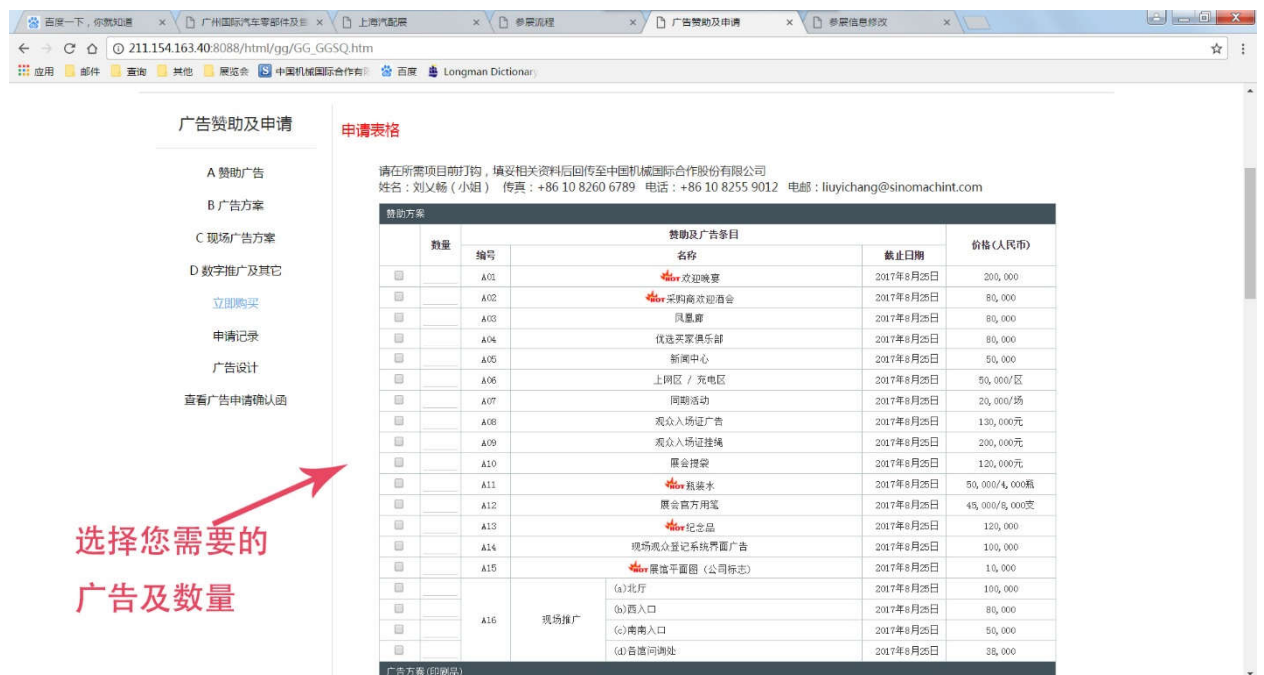 百度一下，你就知道
广州国际汽车零部件及售
上海汽配展
参展流程
广告赞助及申请
参展信息修改
211.154.163.40:8088/html/gg/GG_GGSQ.htm
应用 邮件 查询 其他 展览会 中国机械国际合作有 百度 Longman Dictionary
广告赞助及申请
A 赞助广告
B 广告方案
C 现场广告方案
D 数字推广及其它
立即购买
申请记录
广告设计
查看广告申请确认函
选择您需要的
广告及数量
申请表格
请在所需项目前打钩，填妥相关资料后回传至中国机械国际合作股份有限公司
姓名：刘乂畅（小姐） 传真：+86 10 8260 6789 电话：+86 10 8255 9012 电邮：liuyichang@sinomachint.com
赞助方案
数量 赞助及广告条目 价格(人民币)
编号 名称 截止日期
A01 HOT 欢迎晚宴 2017年8月25日 200,000
A02 HOT 采购商欢迎酒会 2017年8月25日 80,000
A03 凤凰廊 2017年8月25日 80,000
A04 优选买家俱乐部 2017年8月25日 80,000
A05 新闻中心 2017年8月25日 50,000
A06 上网区 / 充电区 2017年8月25日 50,000/区
A07 同期活动 2017年8月25日 20,000/场
A08 观众入场证广告 2017年8月25日 130,000元
A09 观众入场证挂绳 2017年8月25日 200,000元
A10 展会提袋 2017年8月25日 120,000元
A11 HOT 瓶装水 2017年8月25日 50,000/4,000瓶
A12 展会官方用笔 2017年8月25日 45,000/8,000支
A13 HOT 纪念品 2017年8月25日 120,000
A14 现场观众登记系统界面广告 2017年8月25日 100,000
A15 HOT 展馆平面图（公司标志） 2017年8月25日 10,000
A16 现场推广 (a)北厅 2017年8月25日 100,000
(b)西入口 2017年8月25日 80,000
(c)南南入口 2017年8月25日 50,000
(d)各馆问询处 2017年8月25日 38,000
广告方案(印刷品)